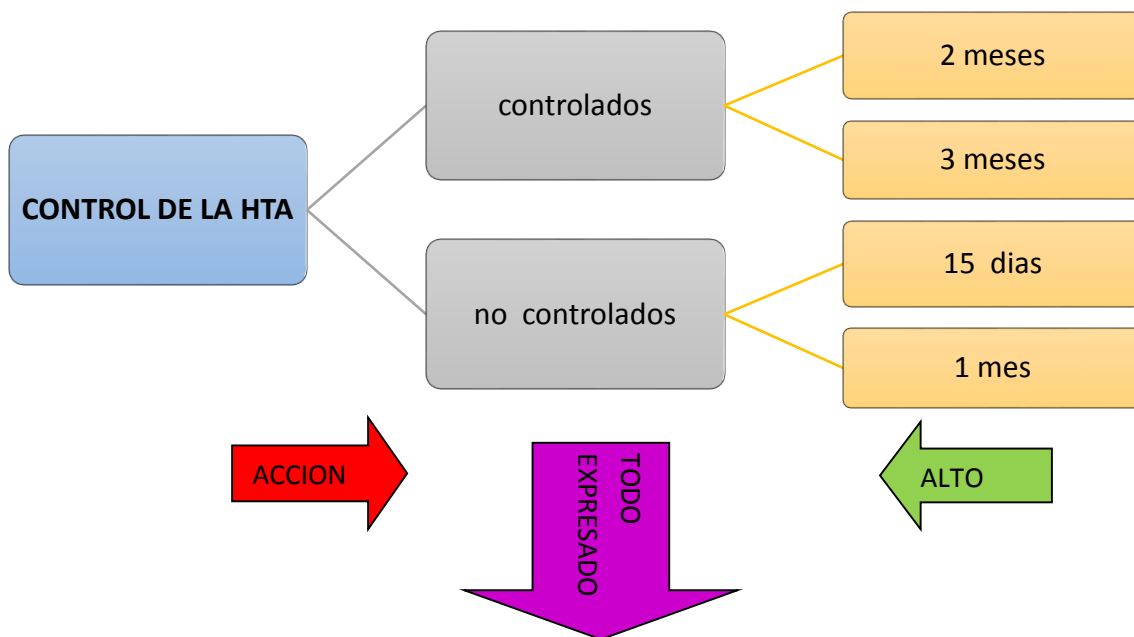 CONTROL DE LA HTA
controlados
2 meses
3 meses
no controlados
15 dias
1 mes
ACCION
TODO
EXPRESADO
ALTO